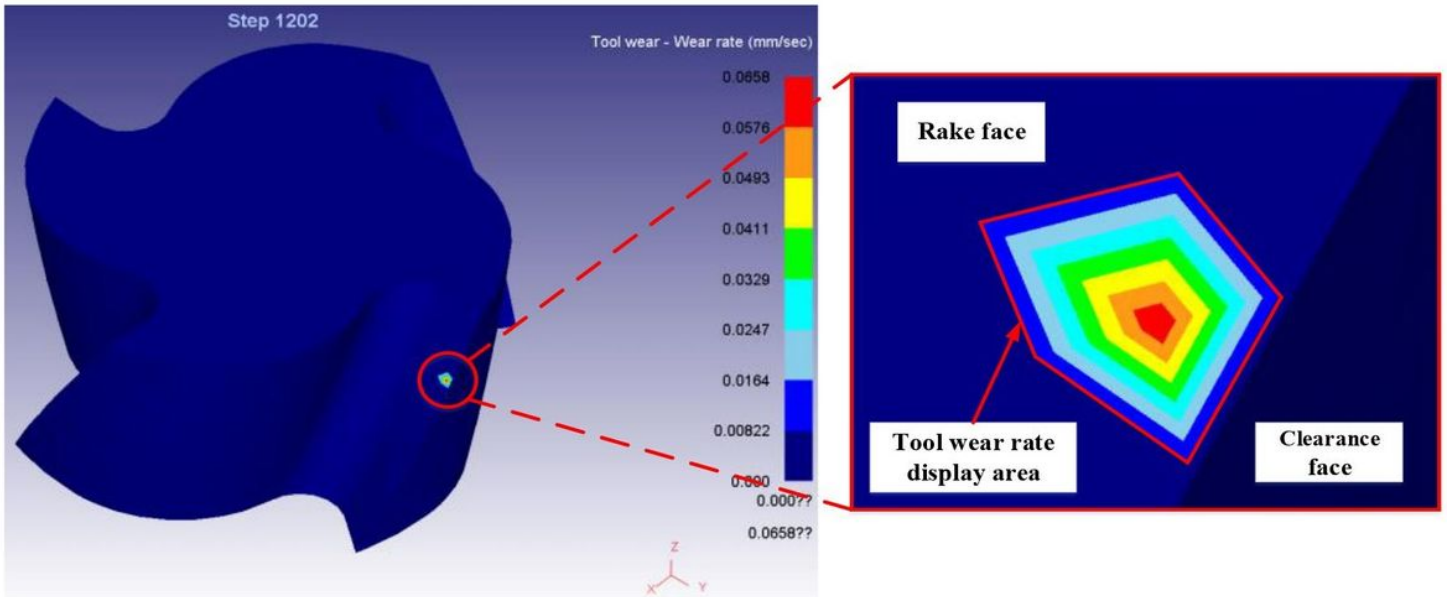 Step 1202
Tool wear - Wear rate (mm/sec)
0.0658
0.0576
0.0493
0.0411
0.0329
0.0247
0.0164
0.00822
0.000
0.000??
0.0658??
Z
X
Y
Rake face
Tool wear rate
display area
Clearance
face